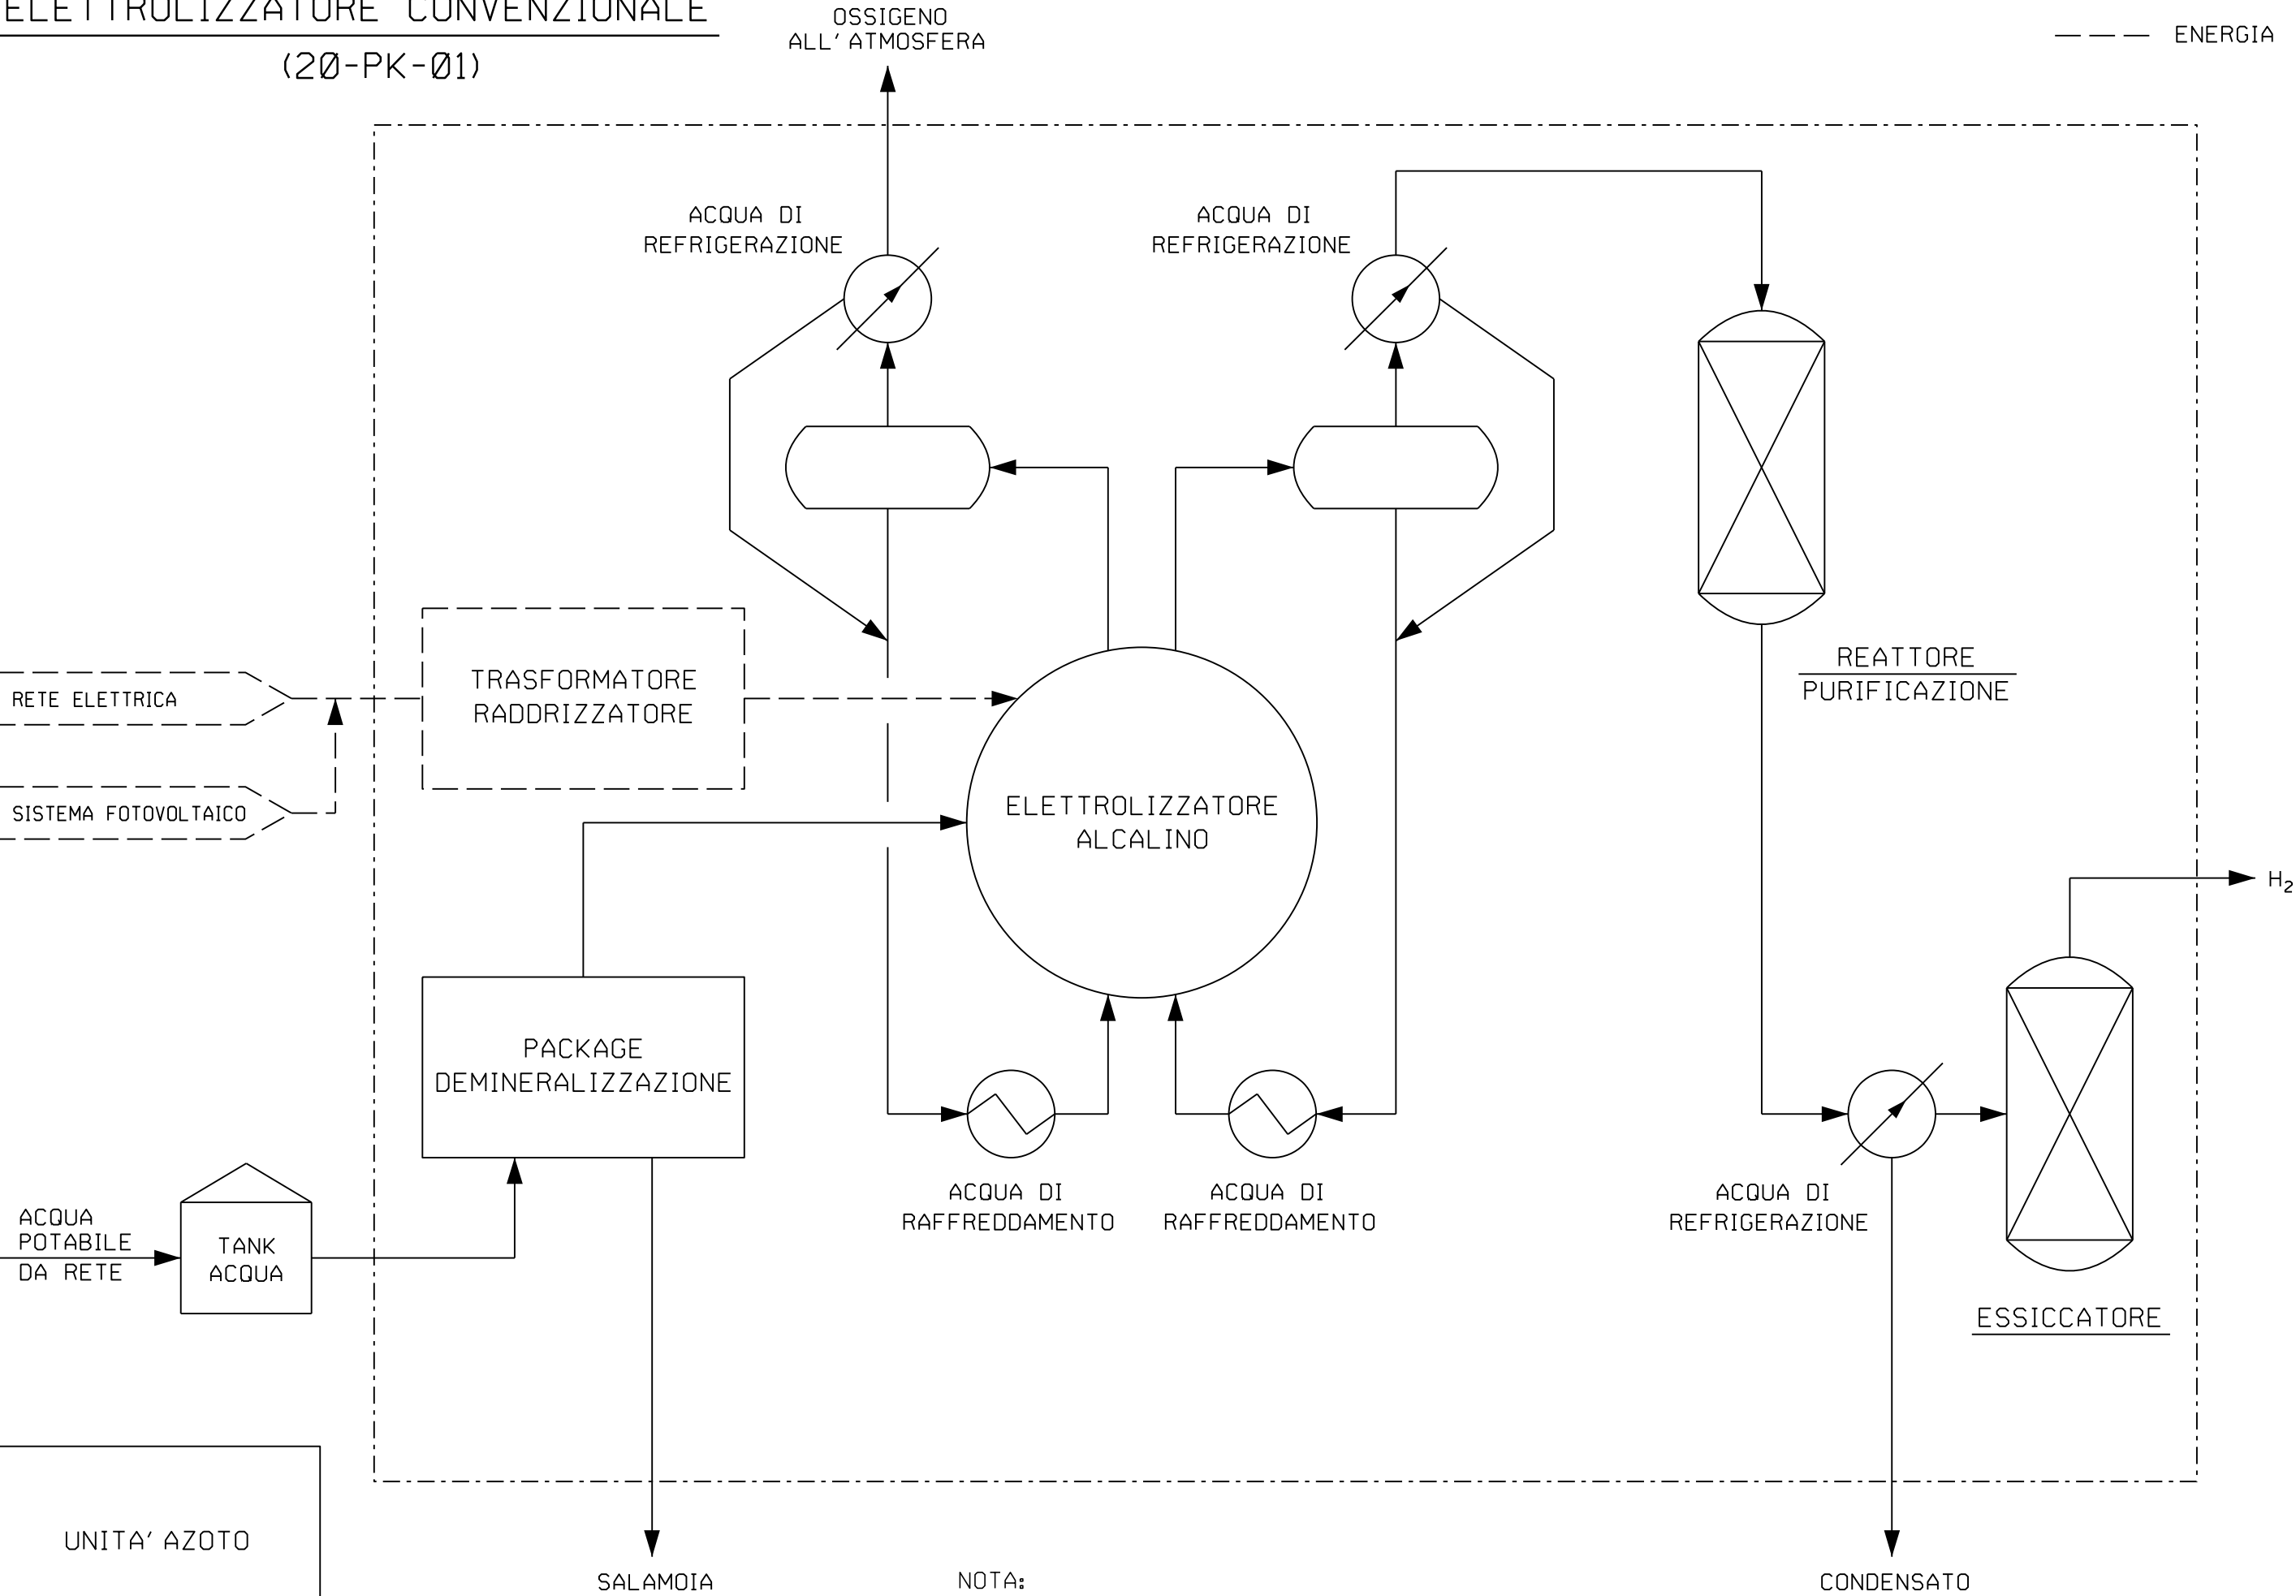 ELETTROLIZZATORE CONVENZIONALE
(20-PK-01)
OSSIGENO
ALL'ATMOSFERA
ENERGIA
ACQUA DI
REFRIGERAZIONE
ACQUA DI
REFRIGERAZIONE
TRASFORMATORE
RADDRIZZATORE
RETE ELETTRICA
SISTEMA FOTOVOLTAICO
REATTORE
PURIFICAZIONE
ELETTROLIZZATORE
ALCALINO
H2
PACKAGE
DEMINERALIZZAZIONE
ACQUA DI
RAFFREDDAMENTO
ACQUA DI
RAFFREDDAMENTO
ACQUA DI
REFRIGERAZIONE
ACQUA
POTABILE
DA RETE
TANK
ACQUA
ESSICCATORE
UNITA' AZOTO
SALAMOIA
NOTA:
CONDENSATO